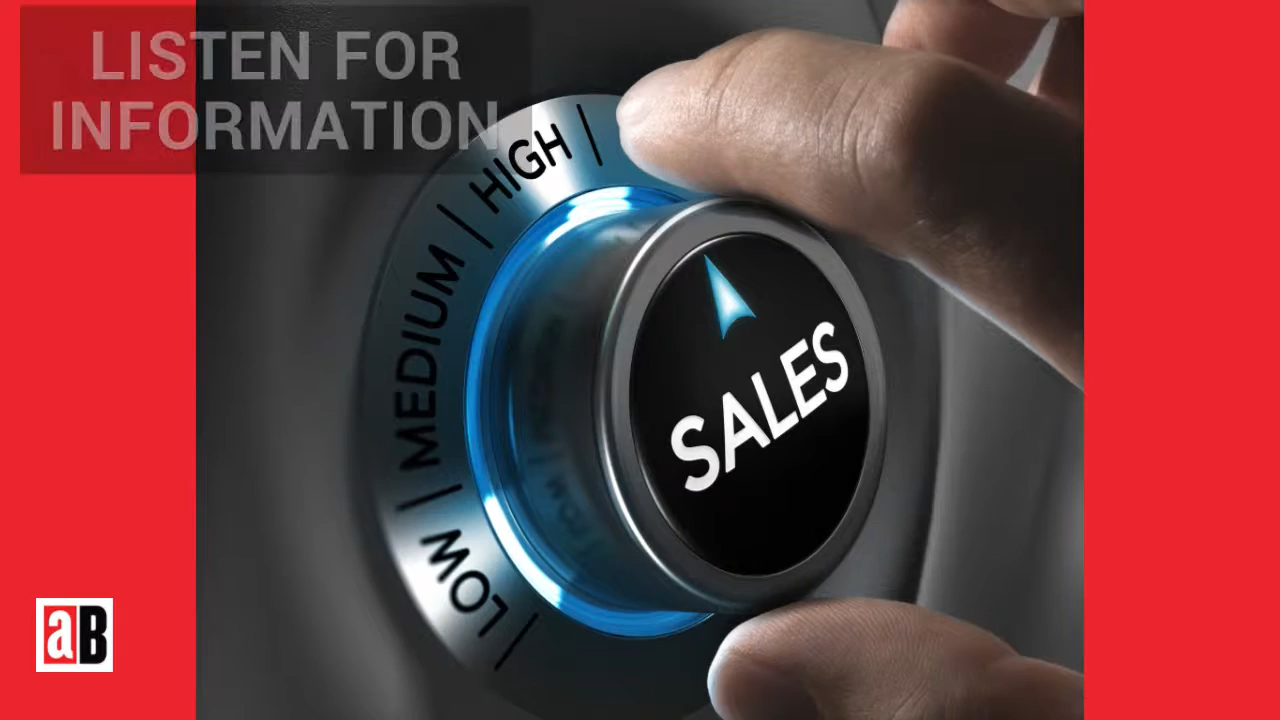 LISTEN FOR
INFORMATION
HIGH
MEDIUM
LOW
SALES
aB